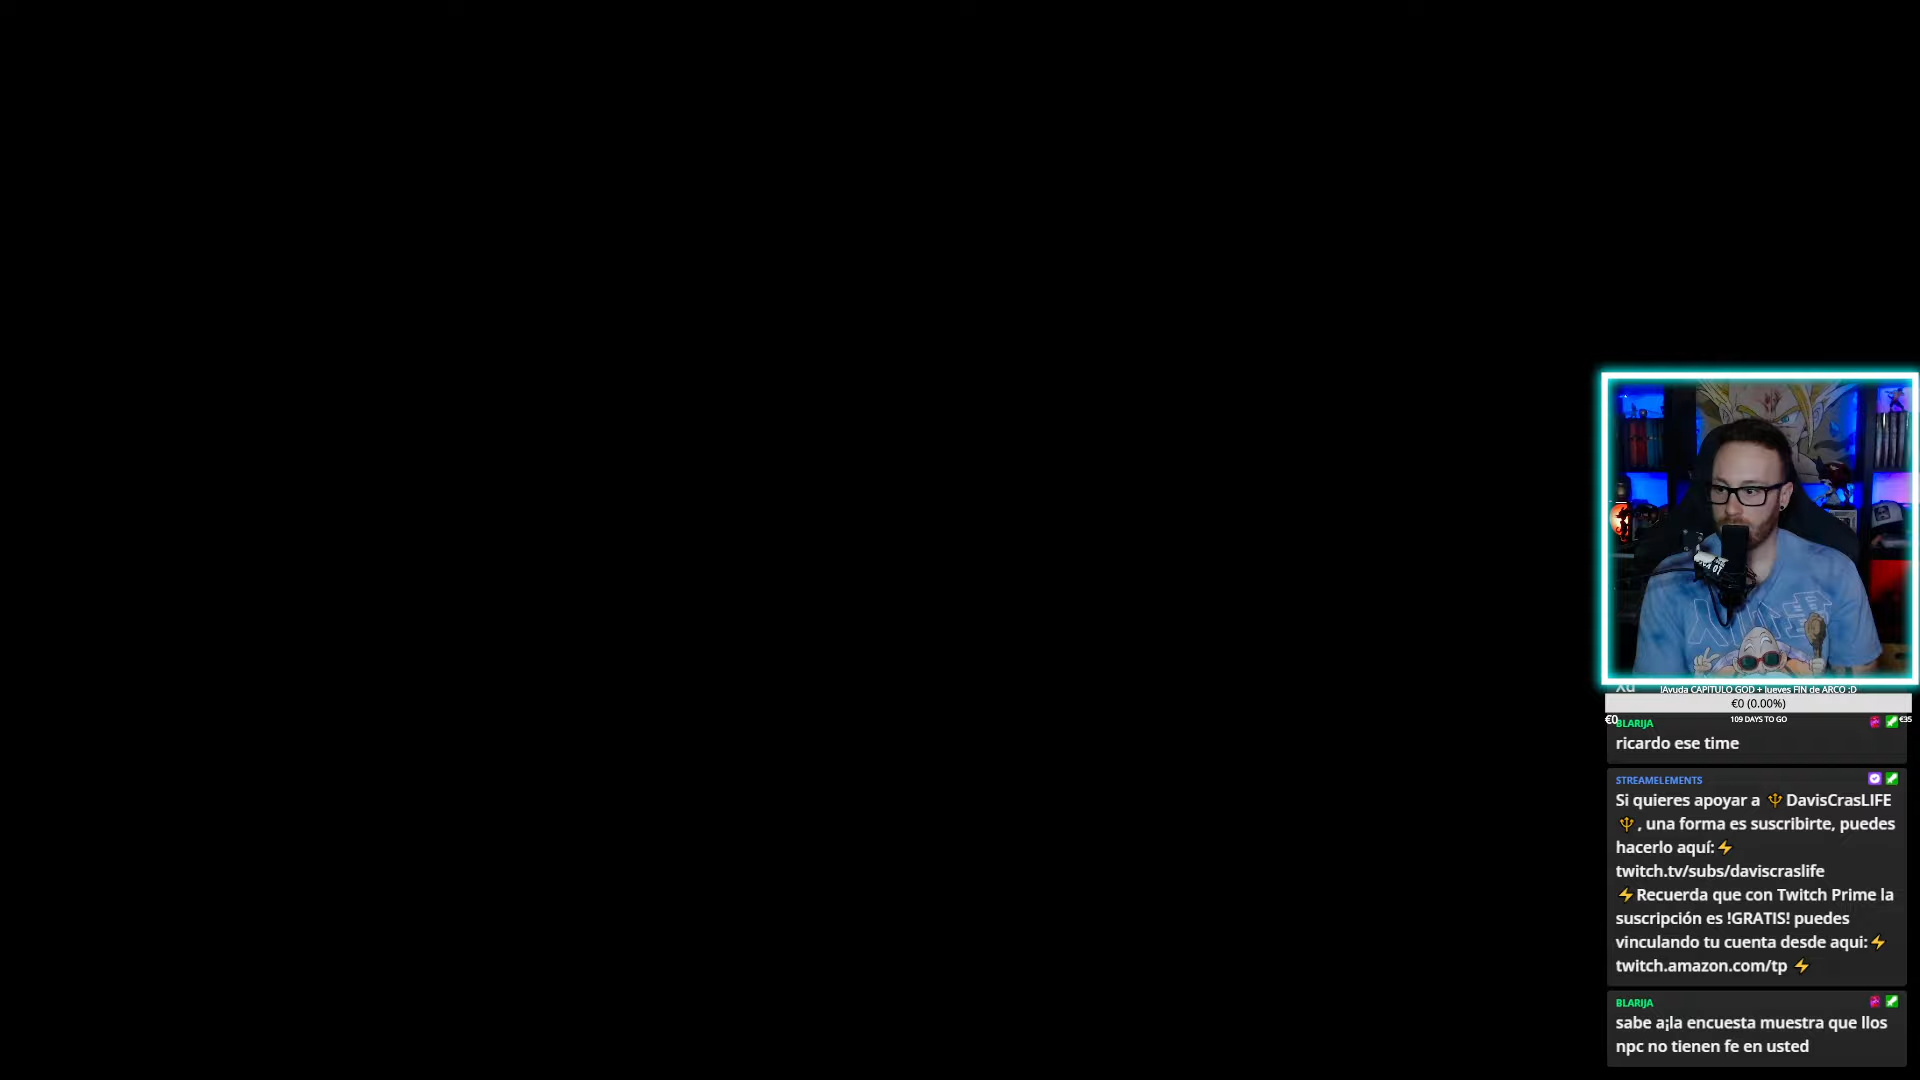 !Ayuda CAPITULO GOD + Jueves FIN de ARCO :D
€0 (0.00%)
€0 109 DAYS TO GO €35
BLARIJA
ricardo ese time
STREAMELEMENTS
Si quieres apoyar a 🔱 DavisCrasLIFE
🔱, una forma es suscribirte, puedes
hacerlo aquí:⚡
twitch.tv/subs/daviscraslife
⚡Recuerda que con Twitch Prime la
suscripción es !GRATIS! puedes
vinculando tu cuenta desde aqui:⚡
twitch.amazon.com/tp ⚡
BLARIJA
sabe a¡la encuesta muestra que llos
npc no tienen fe en usted